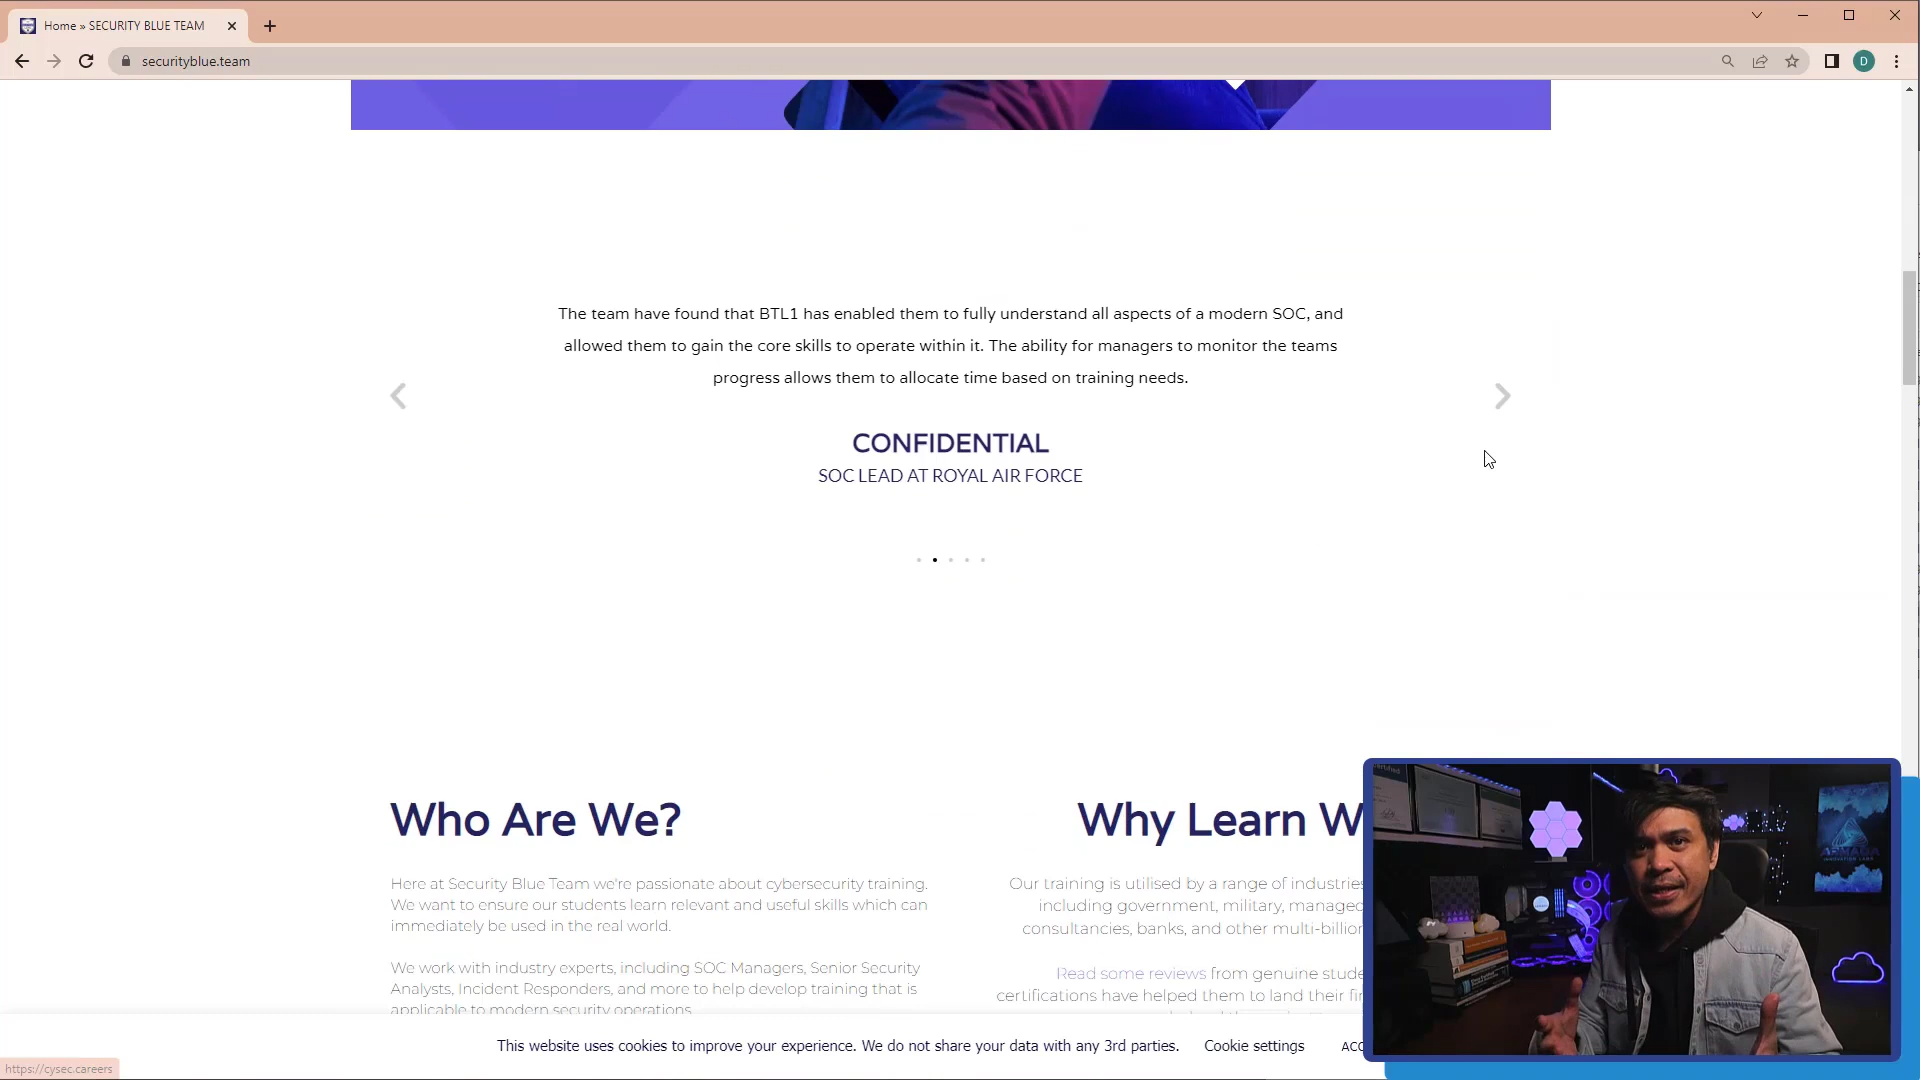 Home » SECURITY BLUE TEAM
securityblue.team
D
The team have found that BTL1 has enabled them to fully understand all aspects of a modern SOC, and
allowed them to gain the core skills to operate within it. The ability for managers to monitor the teams
progress allows them to allocate time based on training needs.
CONFIDENTIAL
SOC LEAD AT ROYAL AIR FORCE
Who Are We?
Here at Security Blue Team we're passionate about cybersecurity training.
We want to ensure our students learn relevant and useful skills which can
immediately be used in the real world.
We work with industry experts, including SOC Managers, Senior Security
Analysts, Incident Responders, and more to help develop training that is
applicable to modern security operations.
Why Learn W
Our training is utilised by a range of industries
including government, military, managed
consultancies, banks, and other multi-billion
Read some reviews from genuine stude
certifications have helped them to land their fi
This website uses cookies to improve your experience. We do not share your data with any 3rd parties.
Cookie settings
ACC
https://cysec.careers